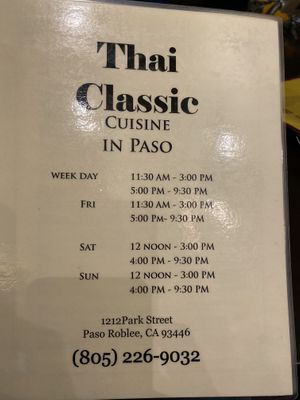 Thai
Classic
CUISINE
IN PASO
WEEK DAY 11:30 AM - 3:00 PM
5:00 PM - 9:30 PM
FRI 11:30 AM - 3:00 PM
5:00 PM- 9:30 PM
SAT 12 NOON - 3:00 PM
4:00 PM - 9:30 PM
SUN 12 NOON - 3:00 PM
4:00 PM - 9:30 PM
1212Park Street
Paso Roblee, CA 93446
(805) 226-9032